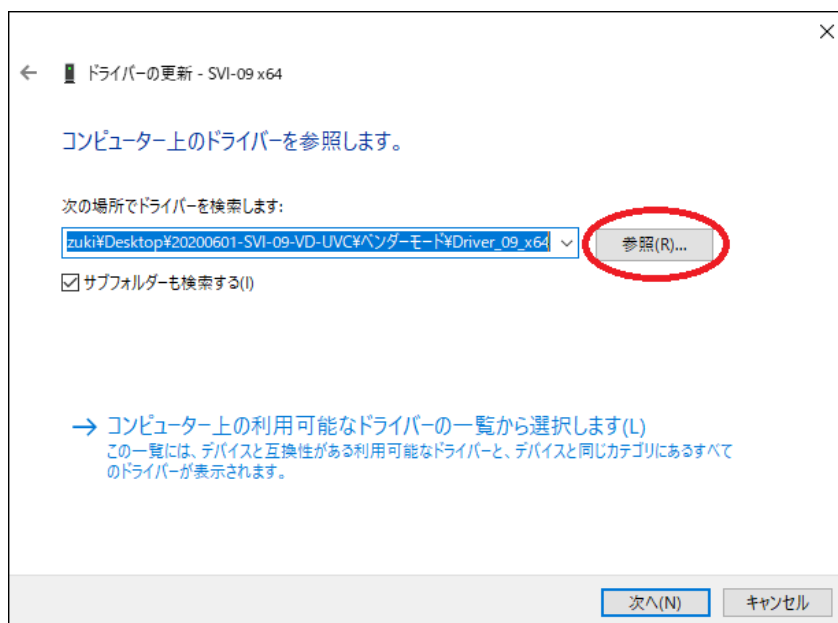 ドライバーの更新 - SVI-09 x64
コンピューター上のドライバーを参照します。
次の場所でドライバーを検索します:
zuki¥Desktop¥20200601-SVI-09-VD-UVC¥ベンダーモード¥Driver_09_x64
参照(R)...
サブフォルダーも検索する(I)
→ コンピューター上の利用可能なドライバーの一覧から選択します(L)
この一覧には、デバイスと互換性がある利用可能なドライバーと、デバイスと同じカテゴリにあるすべて
のドライバーが表示されます。
次へ(N)
キャンセル